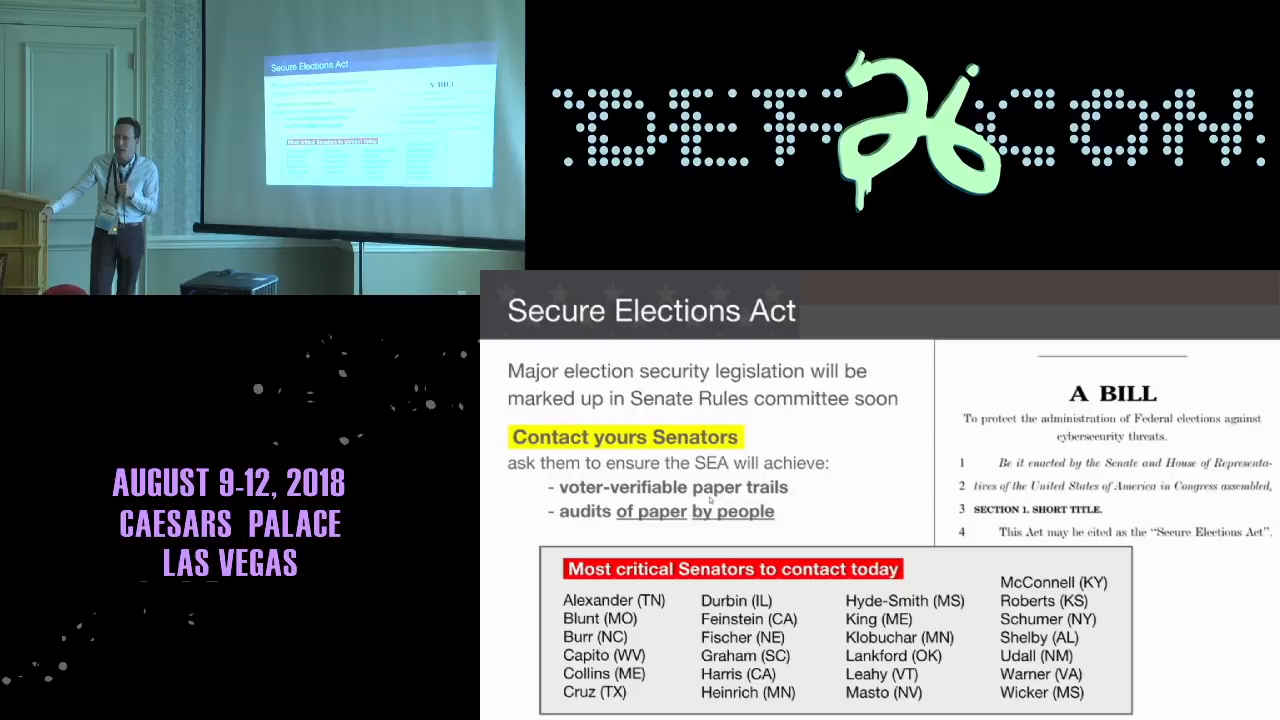 Secure Elections Act
A BILL
Most critical Senators to contact today
DEF 26 CON
AUGUST 9-12, 2018
CAESARS PALACE
LAS VEGAS
Secure Elections Act
Major election security legislation will be
marked up in Senate Rules committee soon
Contact yours Senators
ask them to ensure the SEA will achieve:
- voter-verifiable paper trails
- audits of paper by people
A BILL
To protect the administration of Federal elections against
cybersecurity threats.
1 Be it enacted by the Senate and House of Representa-
2 tives of the United States of America in Congress assembled,
3 SECTION 1. SHORT TITLE.
4 This Act may be cited as the “Secure Elections Act”.
Most critical Senators to contact today
Alexander (TN)
Blunt (MO)
Burr (NC)
Capito (WV)
Collins (ME)
Cruz (TX)
Durbin (IL)
Feinstein (CA)
Fischer (NE)
Graham (SC)
Harris (CA)
Heinrich (MN)
Hyde-Smith (MS)
King (ME)
Klobuchar (MN)
Lankford (OK)
Leahy (VT)
Masto (NV)
McConnell (KY)
Roberts (KS)
Schumer (NY)
Shelby (AL)
Udall (NM)
Warner (VA)
Wicker (MS)